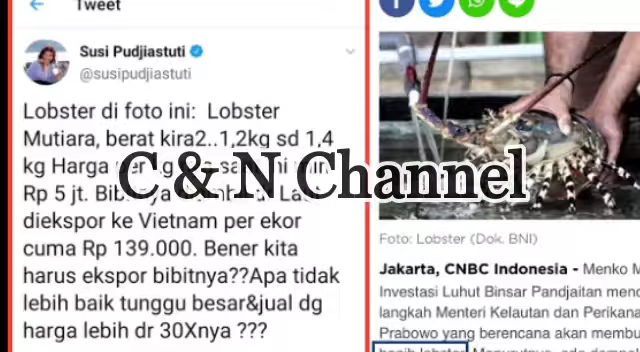 Tweet
Susi Pudjiastuti
@susipudjiastuti
Lobster di foto ini: Lobster
Mutiara, berat kira2..1,2kg sd 1,4
kg Harga
Rp 5 jt.
diekspor ke Vietnam per ekor
cuma Rp 139.000. Bener kita
harus ekspor bibitnya??Apa tidak
lebih baik tunggu besar&jual dg
harga lebih dr 30Xnya ???
C & N Channel
Foto: Lobster (Dok. BNI)
Jakarta, CNBC Indonesia - Menko M
Investasi Luhut Binsar Pandjaitan
langkah Menteri Kelautan dan Perikana
Prabowo yang berencana akan membu